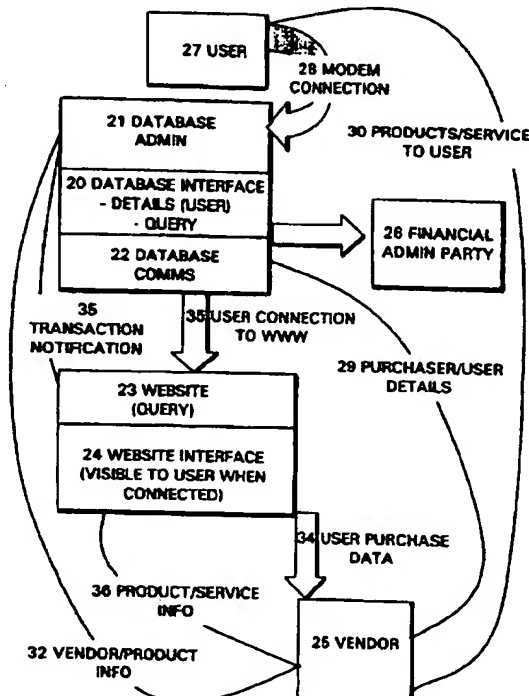 27 USER
28 MODEM
CONNECTION
21 DATABASE
ADMIN
30 PRODUCTS/SERVICE
TO USER
20 DATABASE INTERFACE
- DETAILS (USER)
- QUERY
26 FINANCIAL
ADMIN PARTY
22 DATABASE
COMMS
35
TRANSACTION
NOTIFICATION
35 USER CONNECTION
TO WWW
29 PURCHASER/USER
DETAILS
23 WEBSITE
(QUERY)
24 WEBSITE INTERFACE
(VISIBLE TO USER WHEN
CONNECTED)
34 USER PURCHASE
DATA
36 PRODUCT/SERVICE
INFO
25 VENDOR
32 VENDOR/PRODUCT
INFO